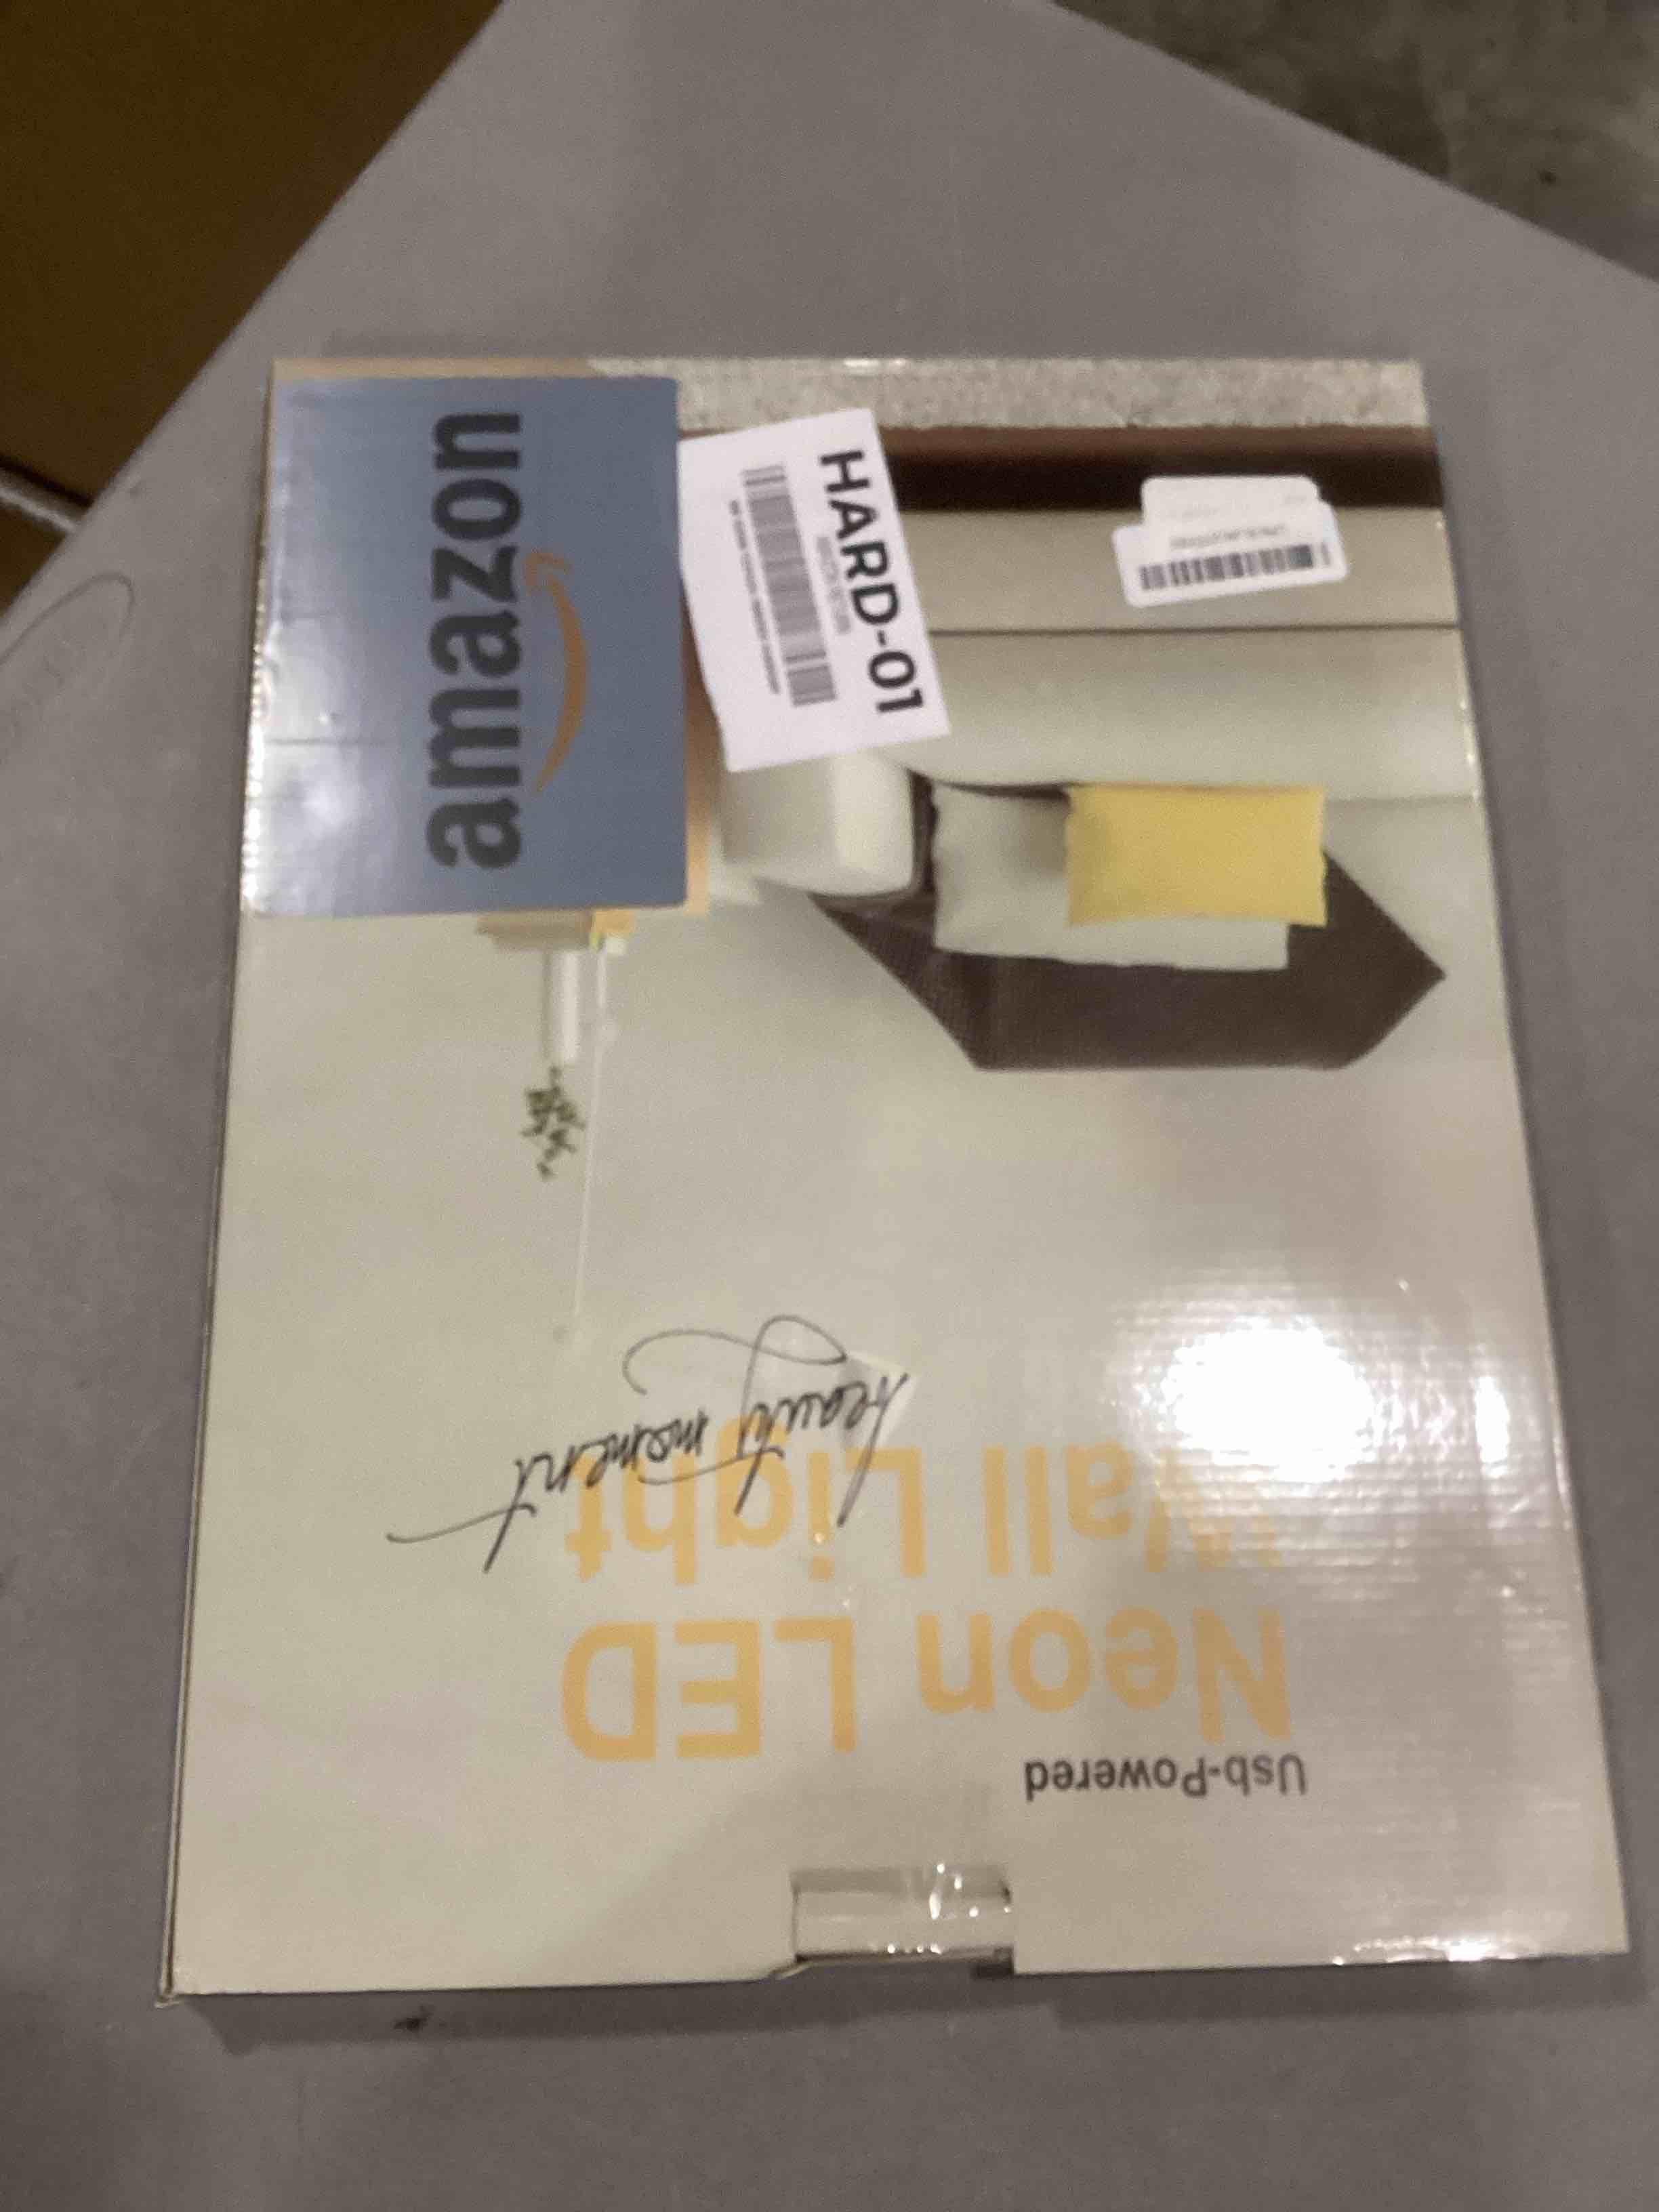 Usb-Powered
Neon LED
Wall Light
beauty moment
amazon
HARD-01